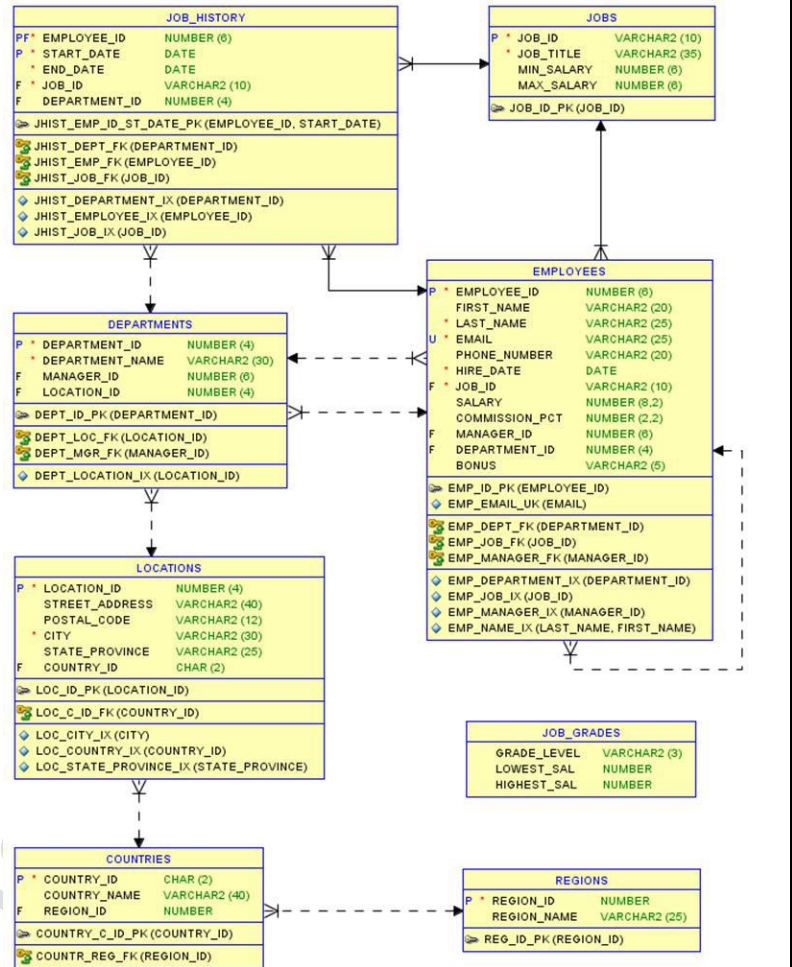 JOB_HISTORY
PF* EMPLOYEE_ID NUMBER (6)
P * START_DATE DATE
* END_DATE DATE
F * JOB_ID VARCHAR2 (10)
F DEPARTMENT_ID NUMBER (4)
JHIST_EMP_ID_ST_DATE_PK (EMPLOYEE_ID, START_DATE)
JHIST_DEPT_FK (DEPARTMENT_ID)
JHIST_EMP_FK (EMPLOYEE_ID)
JHIST_JOB_FK (JOB_ID)
JHIST_DEPARTMENT_IX (DEPARTMENT_ID)
JHIST_EMPLOYEE_IX (EMPLOYEE_ID)
JHIST_JOB_IX (JOB_ID)
JOBS
P * JOB_ID VARCHAR2 (10)
* JOB_TITLE VARCHAR2 (35)
MIN_SALARY NUMBER (6)
MAX_SALARY NUMBER (6)
JOB_ID_PK (JOB_ID)
EMPLOYEES
P * EMPLOYEE_ID NUMBER (6)
FIRST_NAME VARCHAR2 (20)
* LAST_NAME VARCHAR2 (25)
U * EMAIL VARCHAR2 (25)
PHONE_NUMBER VARCHAR2 (20)
* HIRE_DATE DATE
F * JOB_ID VARCHAR2 (10)
SALARY NUMBER (8,2)
COMMISSION_PCT NUMBER (2,2)
F MANAGER_ID NUMBER (6)
F DEPARTMENT_ID NUMBER (4)
BONUS VARCHAR2 (5)
EMP_ID_PK (EMPLOYEE_ID)
EMP_EMAIL_UK (EMAIL)
EMP_DEPT_FK (DEPARTMENT_ID)
EMP_JOB_FK (JOB_ID)
EMP_MANAGER_FK (MANAGER_ID)
EMP_DEPARTMENT_IX (DEPARTMENT_ID)
EMP_JOB_IX (JOB_ID)
EMP_MANAGER_IX (MANAGER_ID)
EMP_NAME_IX (LAST_NAME, FIRST_NAME)
DEPARTMENTS
P * DEPARTMENT_ID NUMBER (4)
* DEPARTMENT_NAME VARCHAR2 (30)
F MANAGER_ID NUMBER (6)
F LOCATION_ID NUMBER (4)
DEPT_ID_PK (DEPARTMENT_ID)
DEPT_LOC_FK (LOCATION_ID)
DEPT_MGR_FK (MANAGER_ID)
DEPT_LOCATION_IX (LOCATION_ID)
LOCATIONS
P * LOCATION_ID NUMBER (4)
STREET_ADDRESS VARCHAR2 (40)
POSTAL_CODE VARCHAR2 (12)
* CITY VARCHAR2 (30)
STATE_PROVINCE VARCHAR2 (25)
F COUNTRY_ID CHAR (2)
LOC_ID_PK (LOCATION_ID)
LOC_C_ID_FK (COUNTRY_ID)
LOC_CITY_IX (CITY)
LOC_COUNTRY_IX (COUNTRY_ID)
LOC_STATE_PROVINCE_IX (STATE_PROVINCE)
JOB_GRADES
GRADE_LEVEL VARCHAR2 (3)
LOWEST_SAL NUMBER
HIGHEST_SAL NUMBER
COUNTRIES
P * COUNTRY_ID CHAR (2)
COUNTRY_NAME VARCHAR2 (40)
F REGION_ID NUMBER
COUNTRY_C_ID_PK (COUNTRY_ID)
COUNTR_REG_FK (REGION_ID)
REGIONS
P * REGION_ID NUMBER
REGION_NAME VARCHAR2 (25)
REG_ID_PK (REGION_ID)